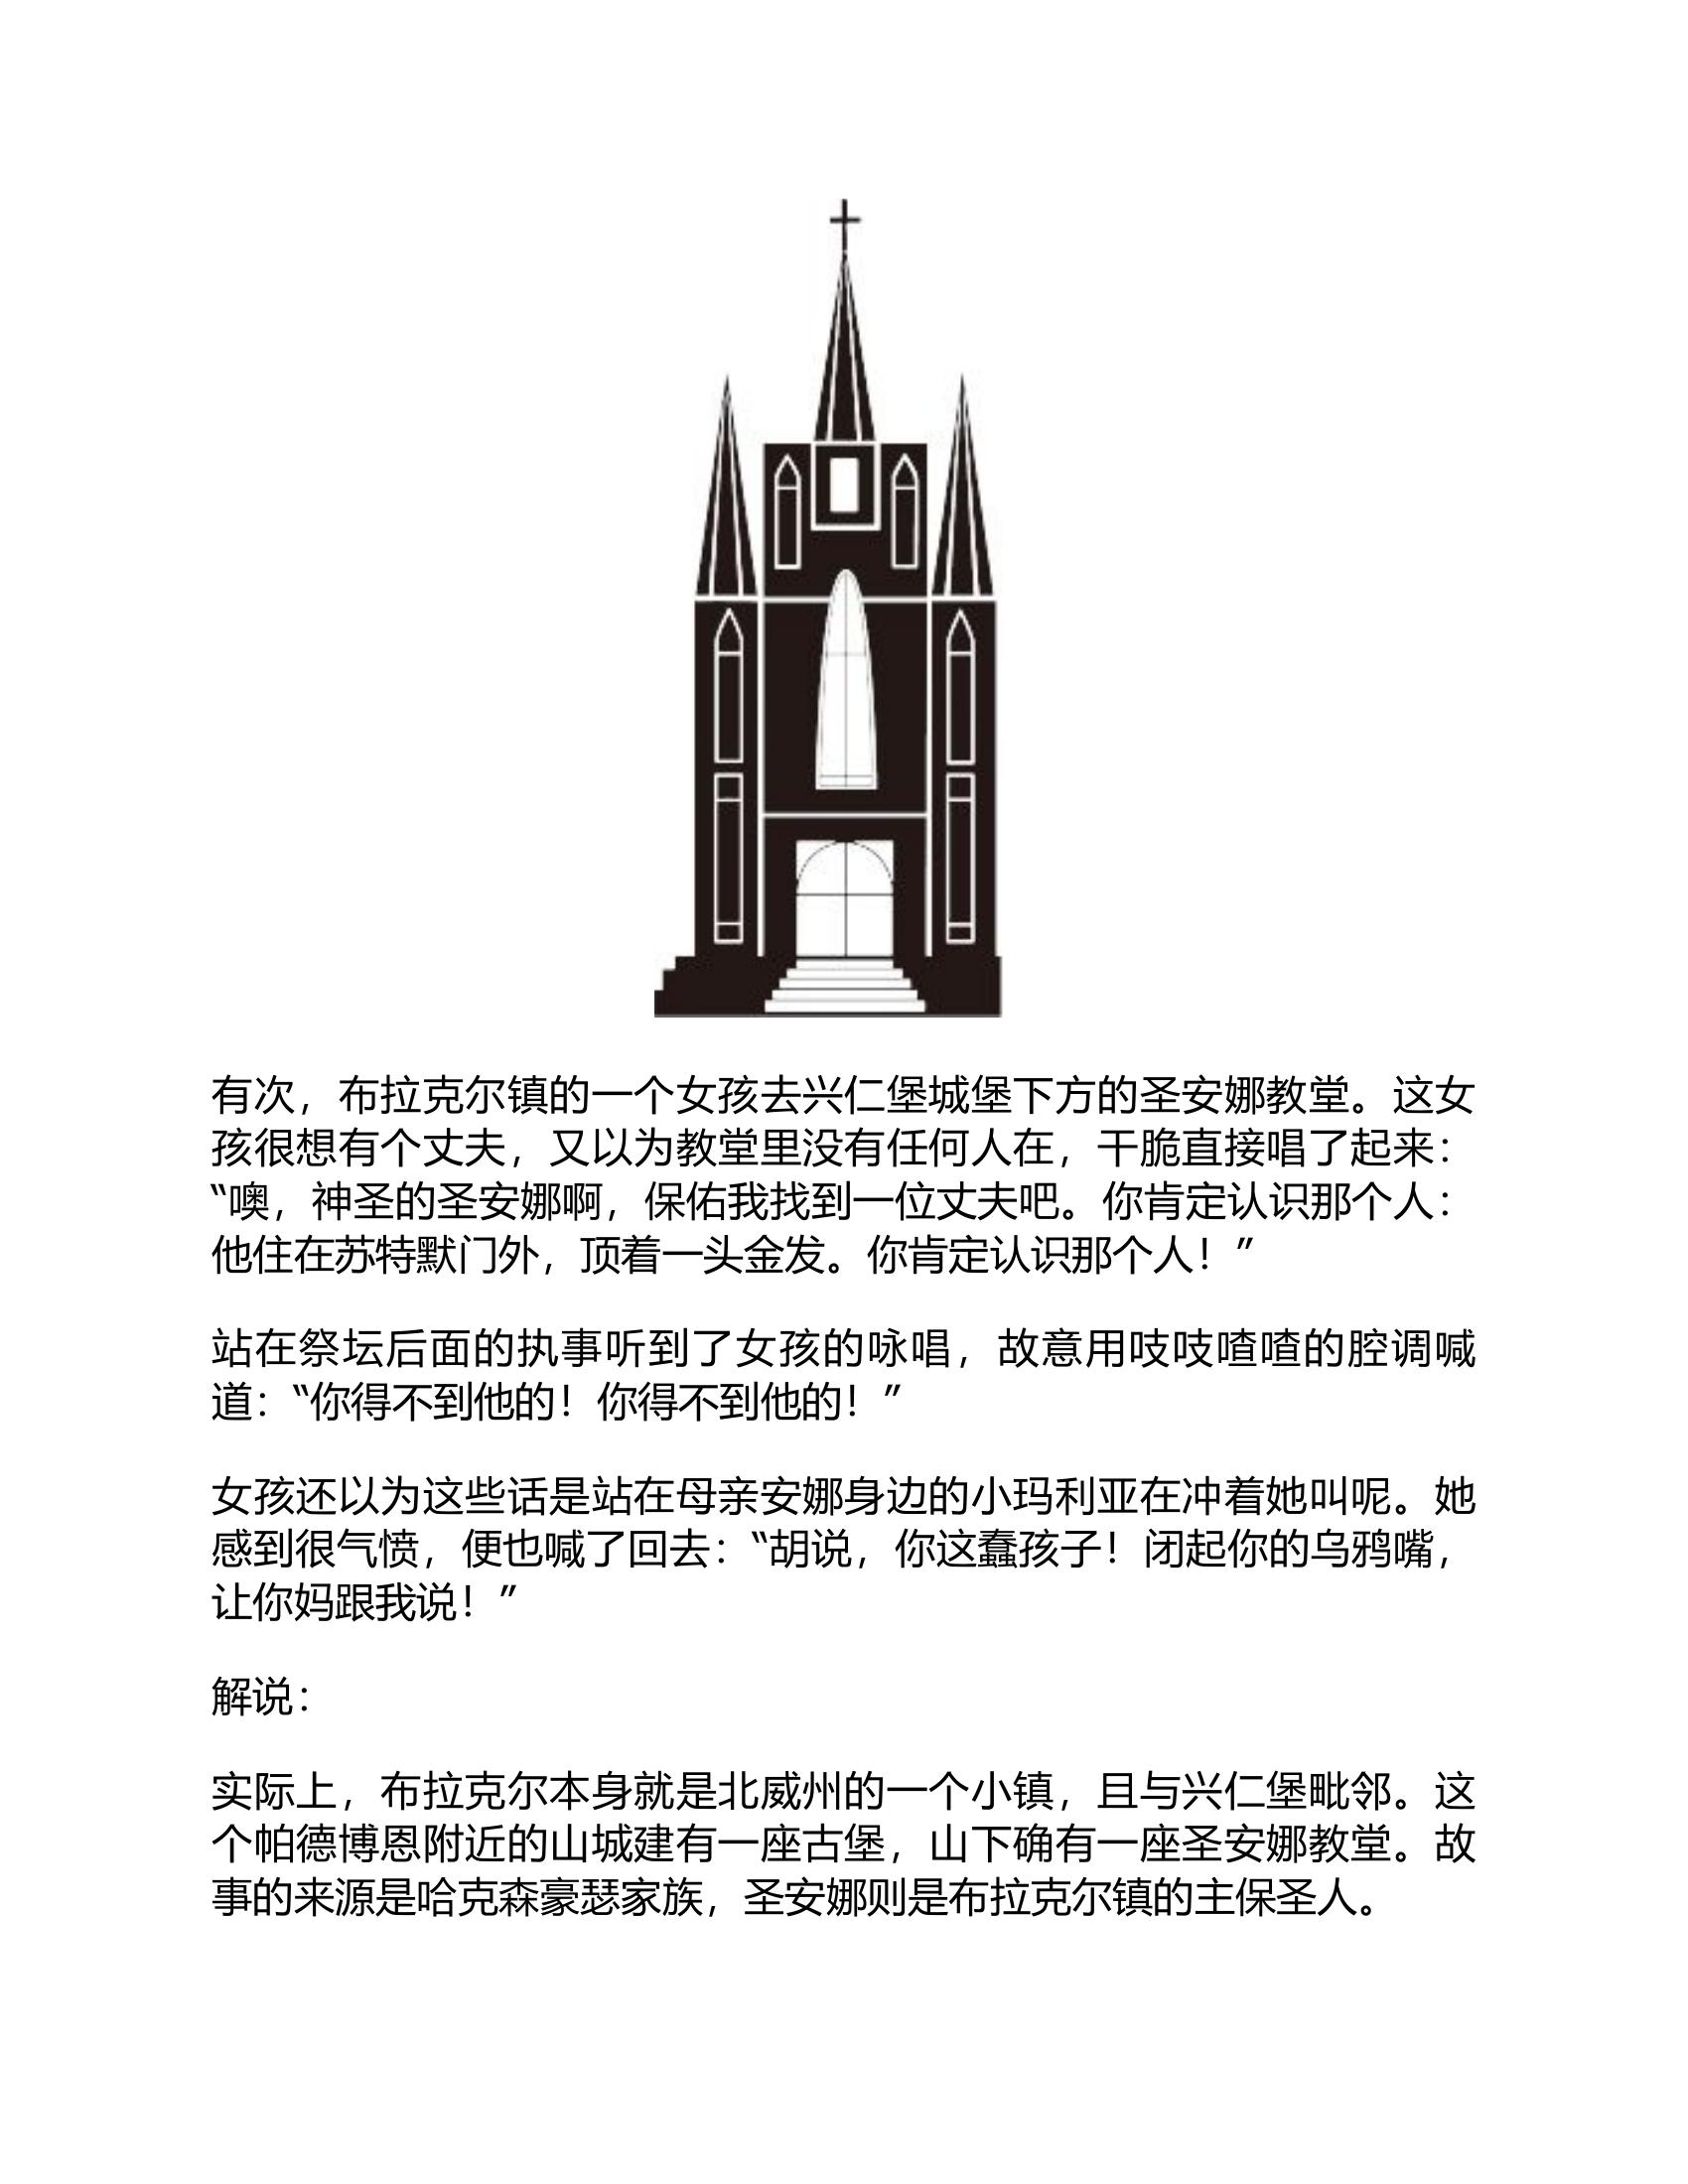 有次，布拉克尔镇的一个女孩去兴仁堡城堡下方的圣安娜教堂。这女
孩很想有个丈夫，又以为教堂里没有任何人在，干脆直接唱了起来：
“噢，神圣的圣安娜啊，保佑我找到一位丈夫吧。你肯定认识那个人：
他住在苏特默门外，顶着一头金发。你肯定认识那个人！”
站在祭坛后面的执事听到了女孩的咏唱，故意用吱吱喳喳的腔调喊
道：“你得不到他的！你得不到他的！”
女孩还以为这些话是站在母亲安娜身边的小玛利亚在冲着她叫呢。她
感到很气愤，便也喊了回去：“胡说，你这蠢孩子！闭起你的乌鸦嘴，
让你妈跟我说！”
解说：
实际上，布拉克尔本身就是北威州的一个小镇，且与兴仁堡毗邻。这
个帕德博恩附近的山城建有一座古堡，山下确有一座圣安娜教堂。故
事的来源是哈克森豪瑟家族，圣安娜则是布拉克尔镇的主保圣人。